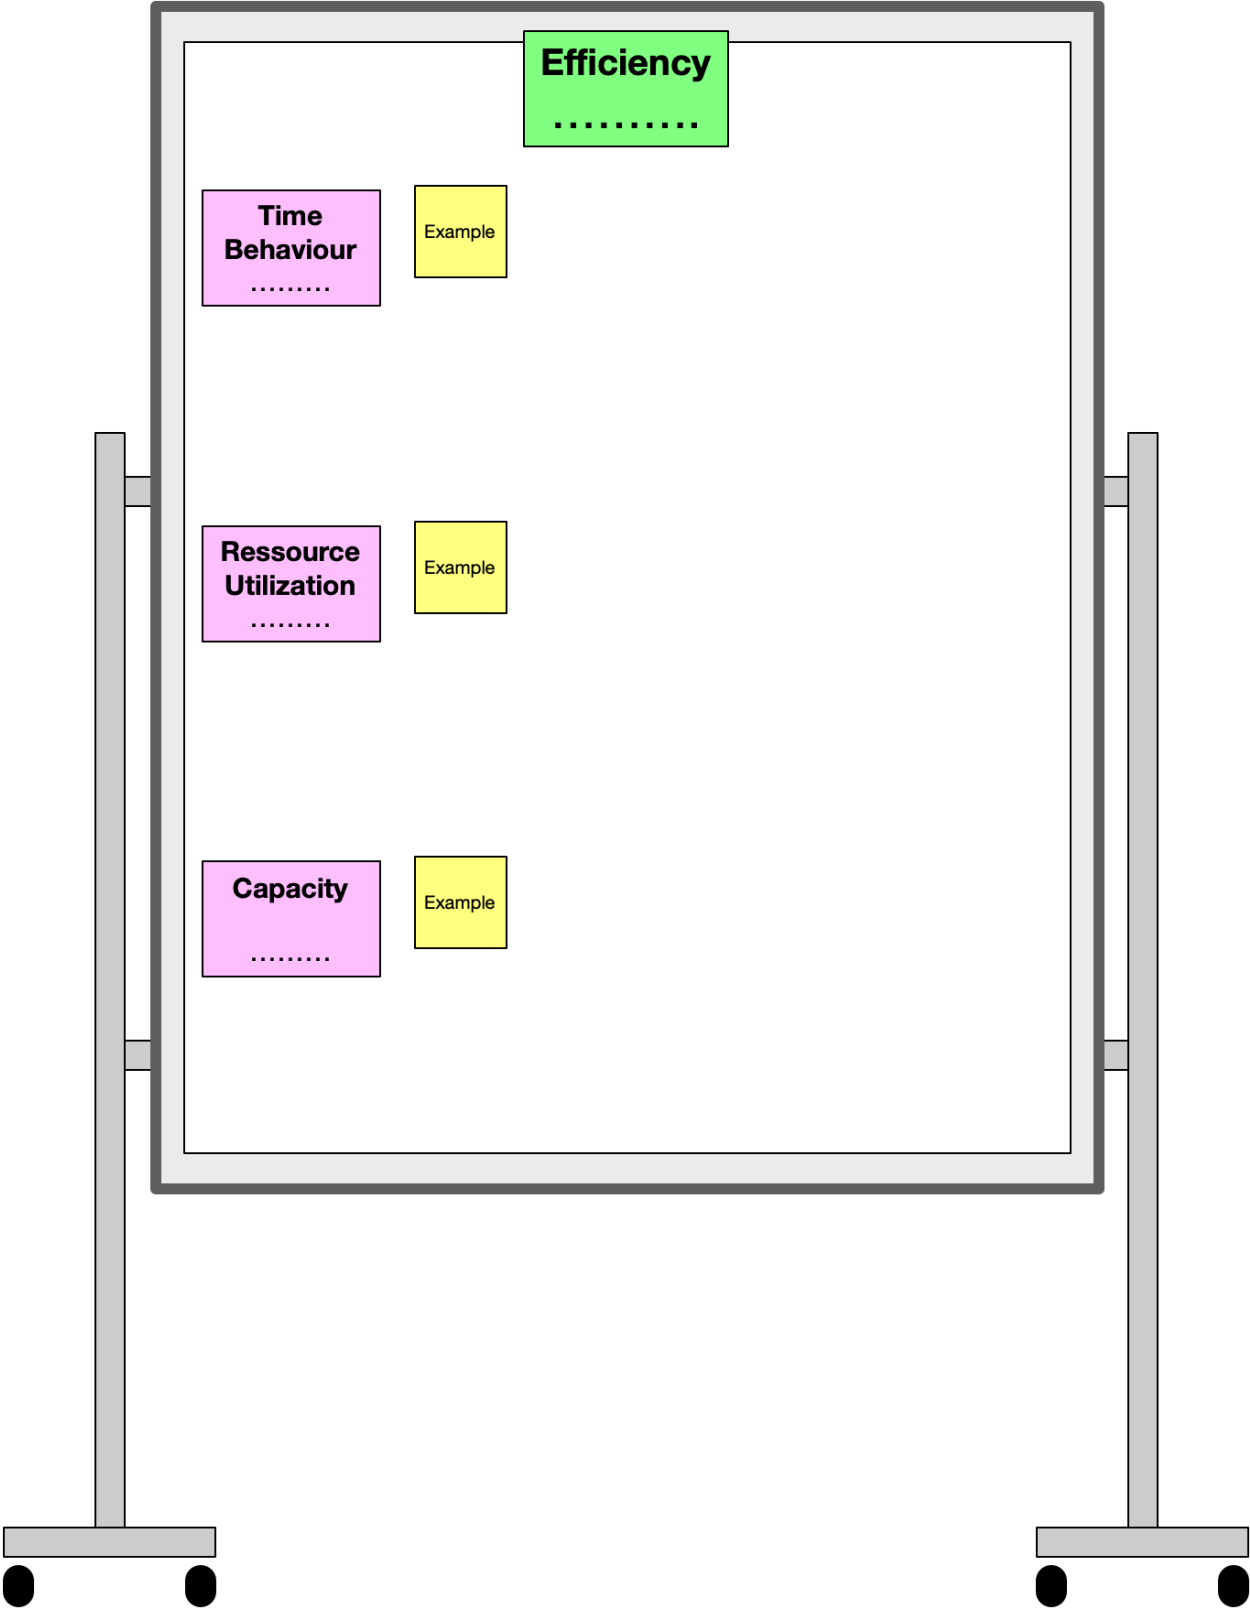 Efficiency
..........
Time
Behaviour
.........
Example
Ressource
Utilization
.........
Example
Capacity
.........
Example